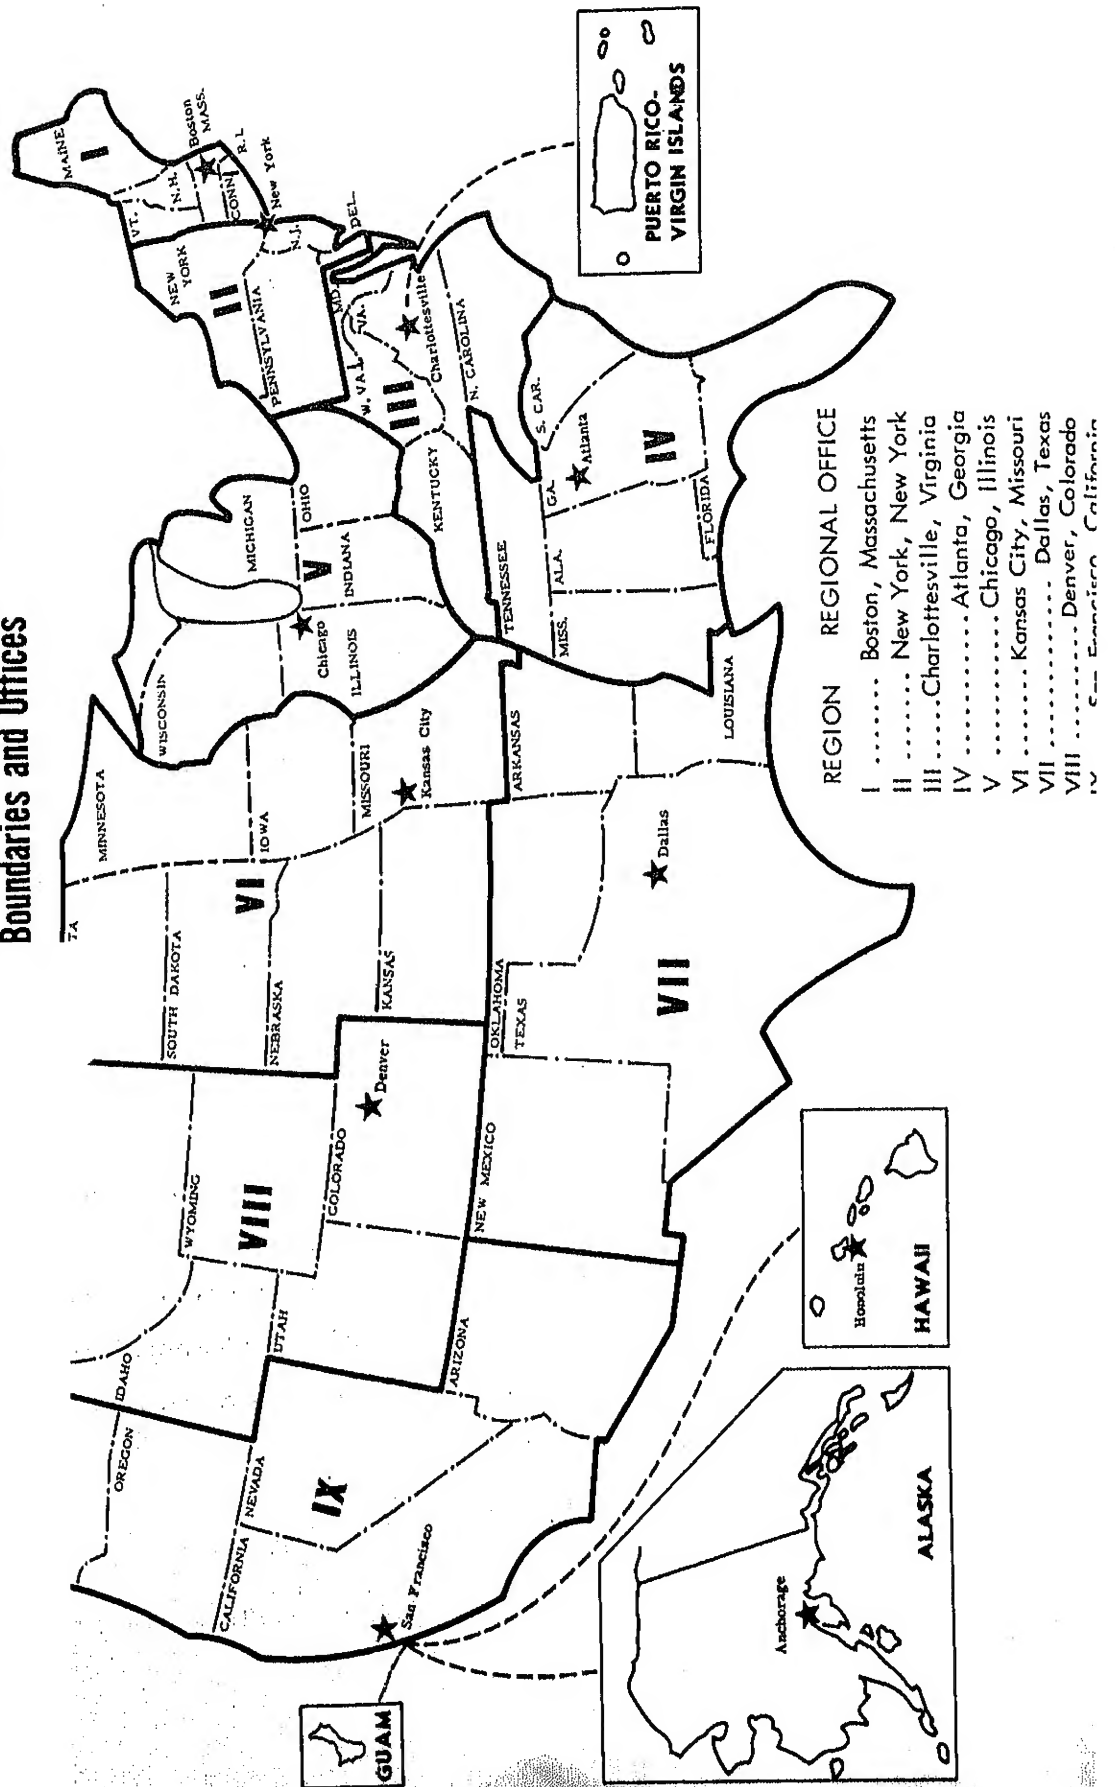 Boundaries and Offices
TA
MINNESOTA
WISCONSIN
MICHIGAN
MAINE
I
VT.
N.H.
Boston
MASS.
CONN
R.I.
NEW
YORK
New York
II
PENNSYLVANIA
N.J.
DEL.
MD.
OREGON
IDAHO
WYOMING
SOUTH DAKOTA
VI
IOWA
NEBRASKA
Chicago
ILLINOIS
V
INDIANA
OHIO
W. VA.
VA.
III
Charlottesville
CALIFORNIA
NEVADA
UTAH
VIII
COLORADO
Denver
KANSAS
MISSOURI
Kansas City
KENTUCKY
N. CAROLINA
IX
San Francisco
ARIZONA
NEW MEXICO
OKLAHOMA
TEXAS
ARKANSAS
TENNESSEE
MISS.
ALA.
GA.
S. CAR.
Atlanta
IV
Dallas
VII
LOUISIANA
FLORIDA
GUAM
PUERTO RICO-
VIRGIN ISLANDS
Anchorage
ALASKA
Honolulu
HAWAII
REGION REGIONAL OFFICE
I ....... Boston, Massachusetts
II ....... New York, New York
III ..... Charlottesville, Virginia
IV .......... Atlanta, Georgia
V .......... Chicago, Illinois
VI ....... Kansas City, Missouri
VII ............ Dallas, Texas
VIII .......... Denver, Colorado
IX San Francisco, California